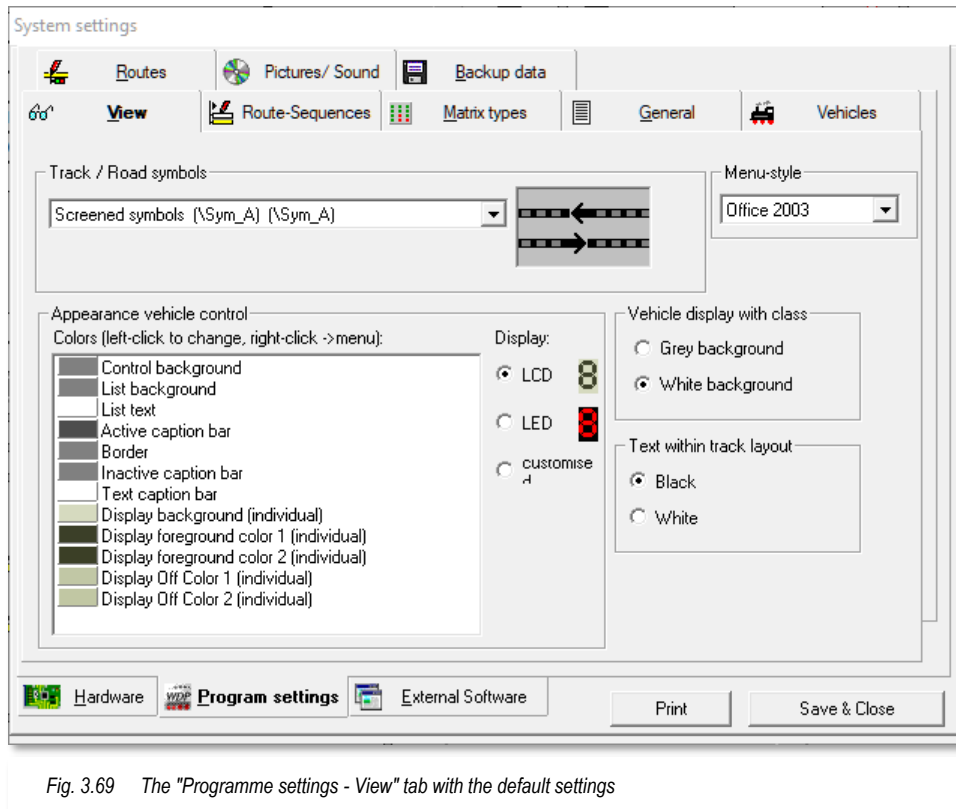 System settings
Routes
Pictures/ Sound
Backup data
View
Route-Sequences
Matrix types
General
Vehicles
Track / Road symbols
Screened symbols (\Sym_A) (\Sym_A)
Menu-style
Office 2003
Appearance vehicle control
Colors (left-click to change, right-click ->menu):
Control background
List background
List text
Active caption bar
Border
Inactive caption bar
Text caption bar
Display background (individual)
Display foreground color 1 (individual)
Display foreground color 2 (individual)
Display Off Color 1 (individual)
Display Off Color 2 (individual)
Display:
LCD
8
LED
8
customise
d
Vehicle display with class
Grey background
White background
Text within track layout
Black
White
Hardware
WDP
Program settings
External Software
Print
Save & Close
Fig. 3.69 The "Programme settings - View" tab with the default settings